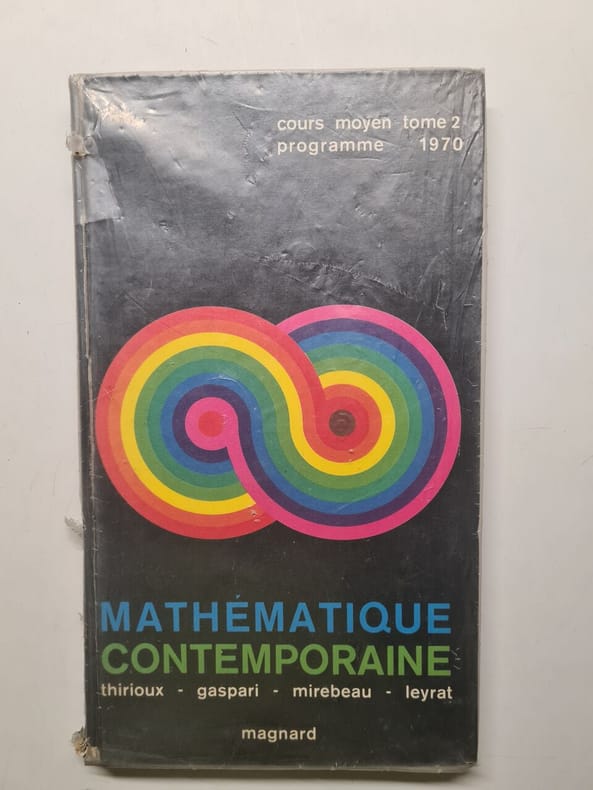 cours moyen tome 2
programme 1970
MATHÉMATIQUE
CONTEMPORAINE
thirioux - gaspari - mirebeau - leyrat
magnard